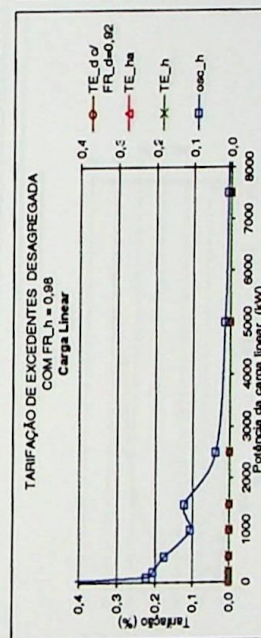 TARIFAÇÃO DE EXCEDENTES DESAGREGADA
COM FR_h = 0,98
Carga Linear
Tarifação (%)
0,4
0,3
0,2
0,1
0,0
0,4
0,3
0,2
0,1
0,0
0 1000 2000 3000 4000 5000 6000 7000 8000
Potência da carga linear (kW)
TE_d c/
FR_d=0,92
TE_ha
TE_h
osc_h